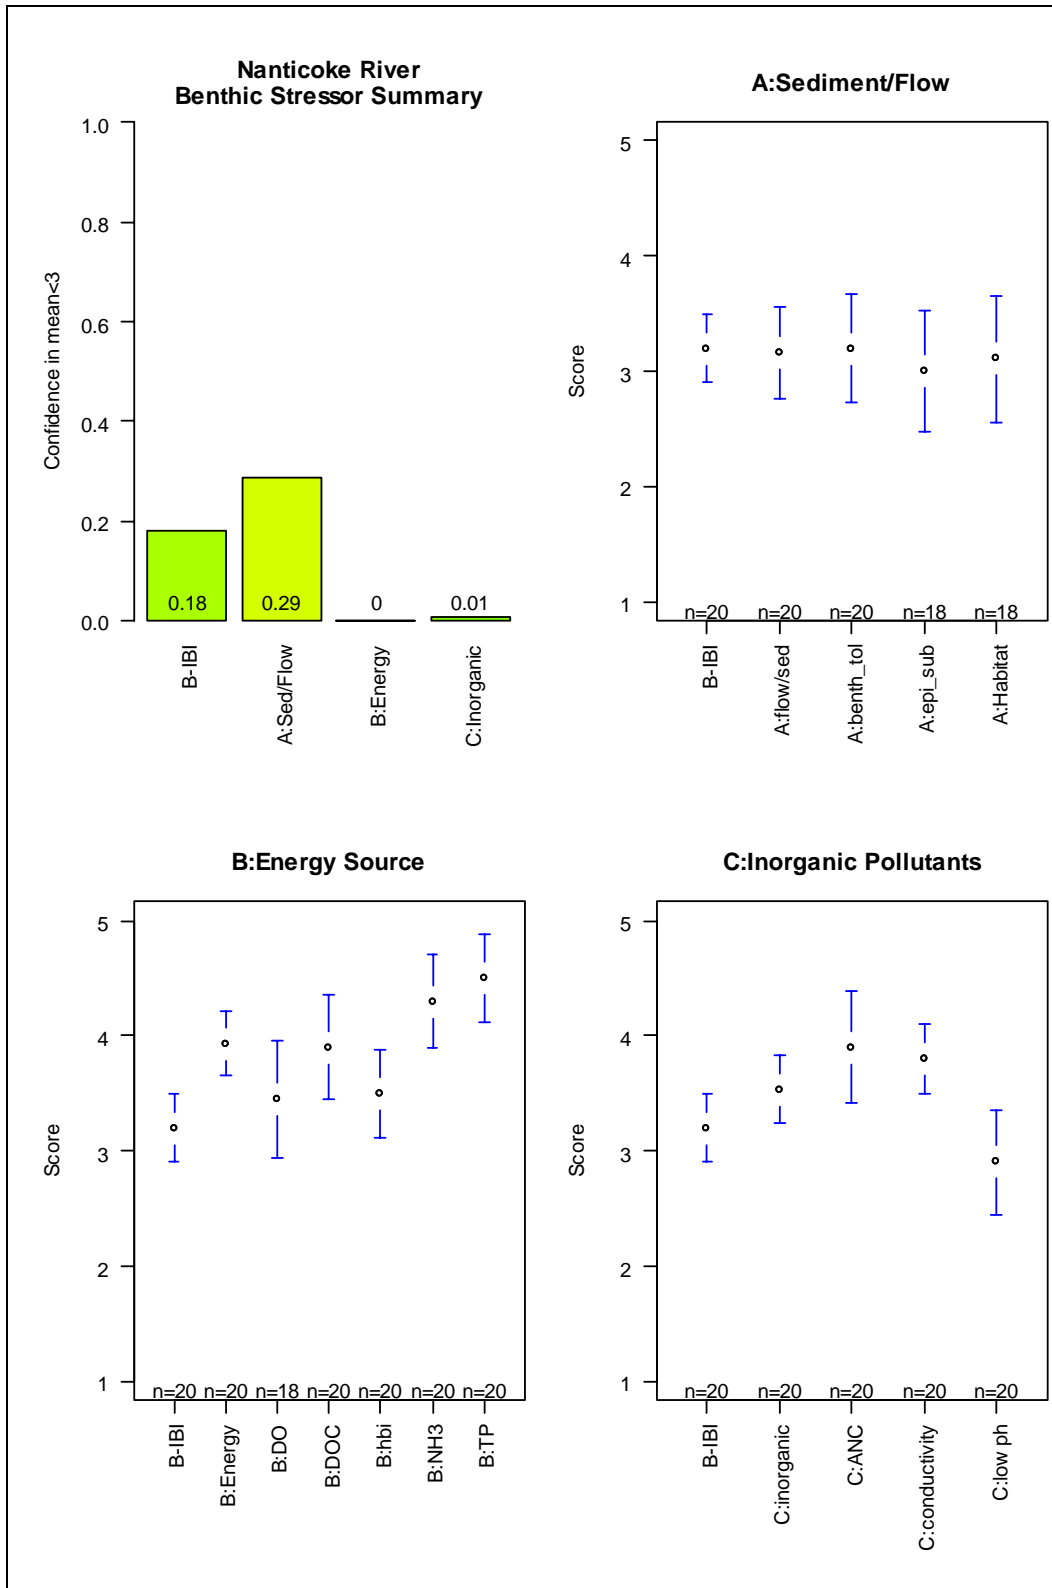 Nanticoke River
Benthic Stressor Summary
Confidence in mean<3
1.0
0.8
0.6
0.4
0.2
0.0
0.18
0.29
0
0.01
B-IBI
A:Sed/Flow
B:Energy
C:Inorganic
A:Sediment/Flow
Score
5
4
3
2
1
n=20
n=20
n=20
n=18
n=18
B-IBI
A:flow/sed
A:benth_tol
A:epi_sub
A:Habitat
B:Energy Source
Score
5
4
3
2
1
n=20
n=20
n=18
n=20
n=20
n=20
n=20
B-IBI
B:Energy
B:DO
B:DOC
B:hbi
B:NH3
B:TP
C:Inorganic Pollutants
Score
5
4
3
2
1
n=20
n=20
n=20
n=20
n=20
B-IBI
C:inorganic
C:ANC
C:conductivity
C:low ph